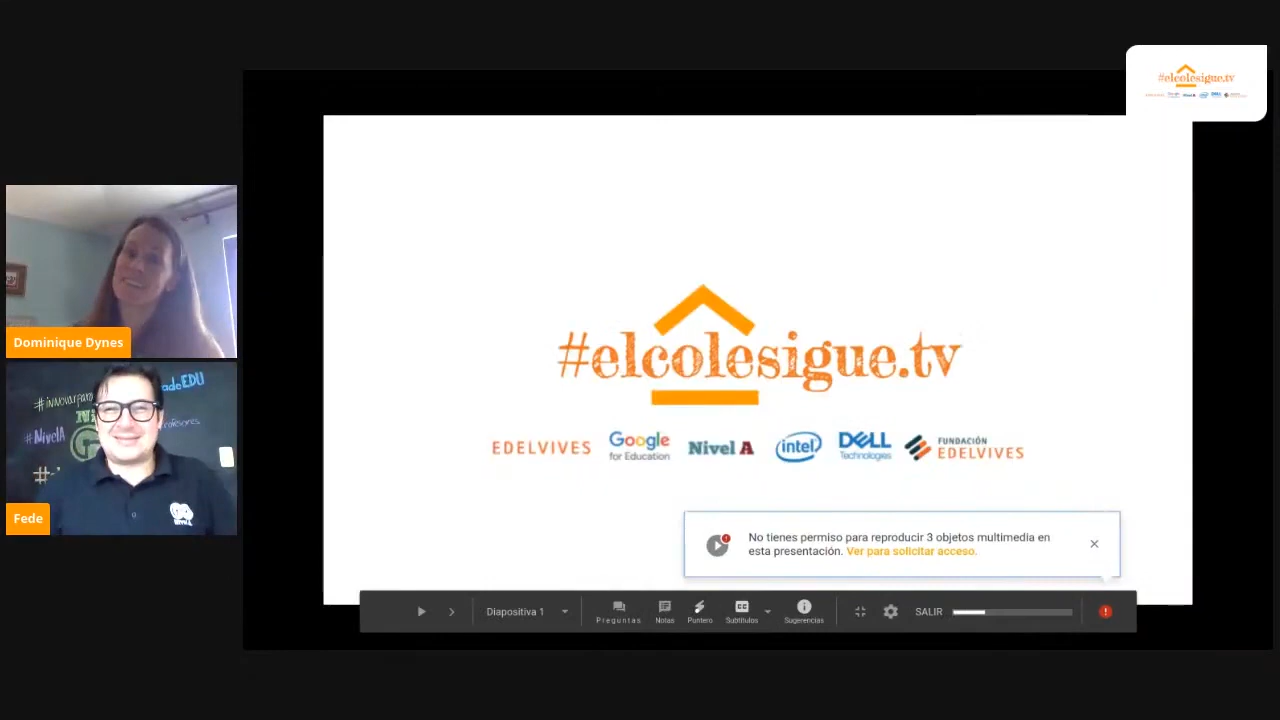 #elcolesigue.tv
Dominique Dynes
adeEDU
#innovarpara
Ni
#NivelA
Fede
#elcolesigue.tv
EDELVIVES
Google
for Education
Nivel A
intel
DELL
Technologies
FUNDACIÓN
EDELVIVES
No tienes permiso para reproducir 3 objetos multimedia en
esta presentación. Ver para solicitar acceso.
Diapositiva 1
Preguntas
Notas
Puntero
Subtítulos
Sugerencias
SALIR